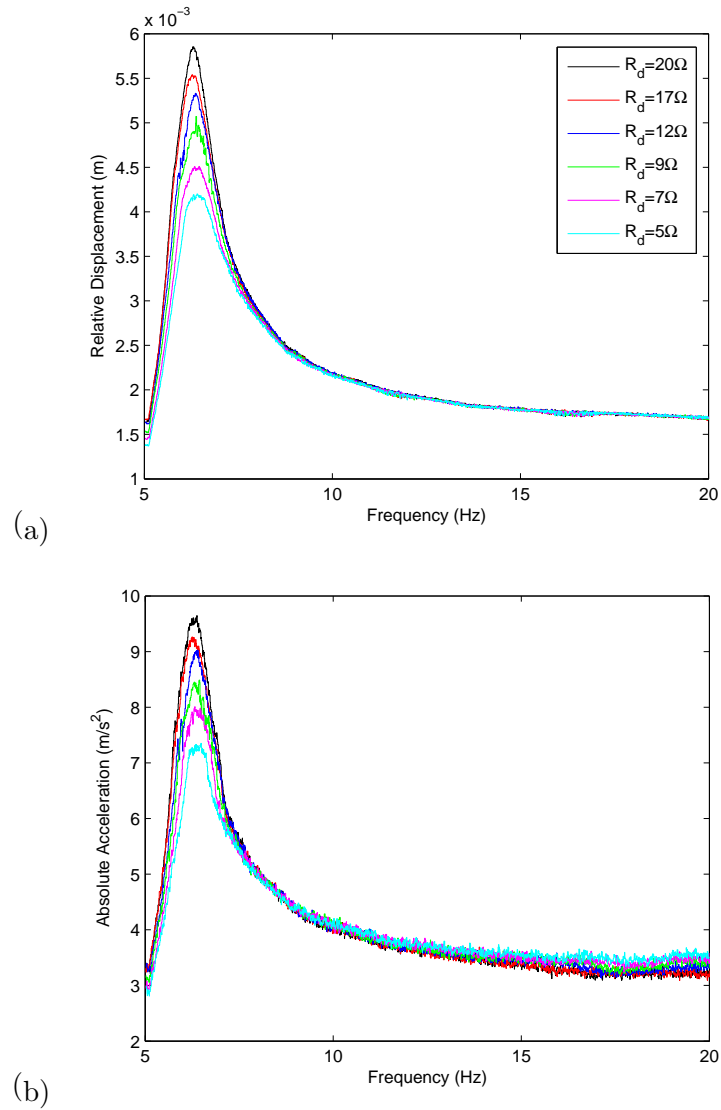 x 10⁻³
6
5.5
5
4.5
4
3.5
3
2.5
2
1.5
1
Relative Displacement (m)
R_d=20Ω
R_d=17Ω
R_d=12Ω
R_d=9Ω
R_d=7Ω
R_d=5Ω
5 10 15 20
Frequency (Hz)
(a)
10
9
8
7
6
5
4
3
2
Absolute Acceleration (m/s²)
5 10 15 20
Frequency (Hz)
(b)